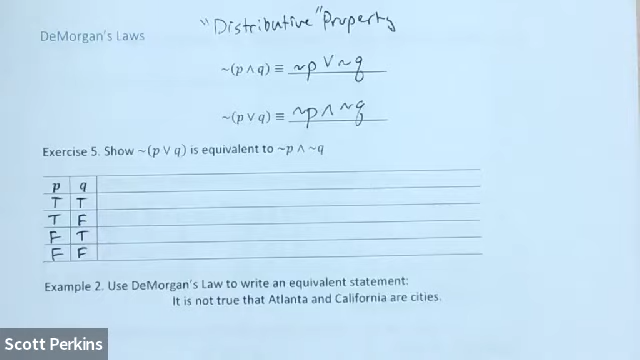 "Distributive" Property
DeMorgan's Laws
~(p ∧ q) ≡ ~p ∨ ~q
~(p ∨ q) ≡ ~p ∧ ~q
Exercise 5. Show ~(p ∨ q) is equivalent to ~p ∧ ~q
p q
T T
T F
F T
F F
Example 2. Use DeMorgan's Law to write an equivalent statement:
It is not true that Atlanta and California are cities.
Scott Perkins